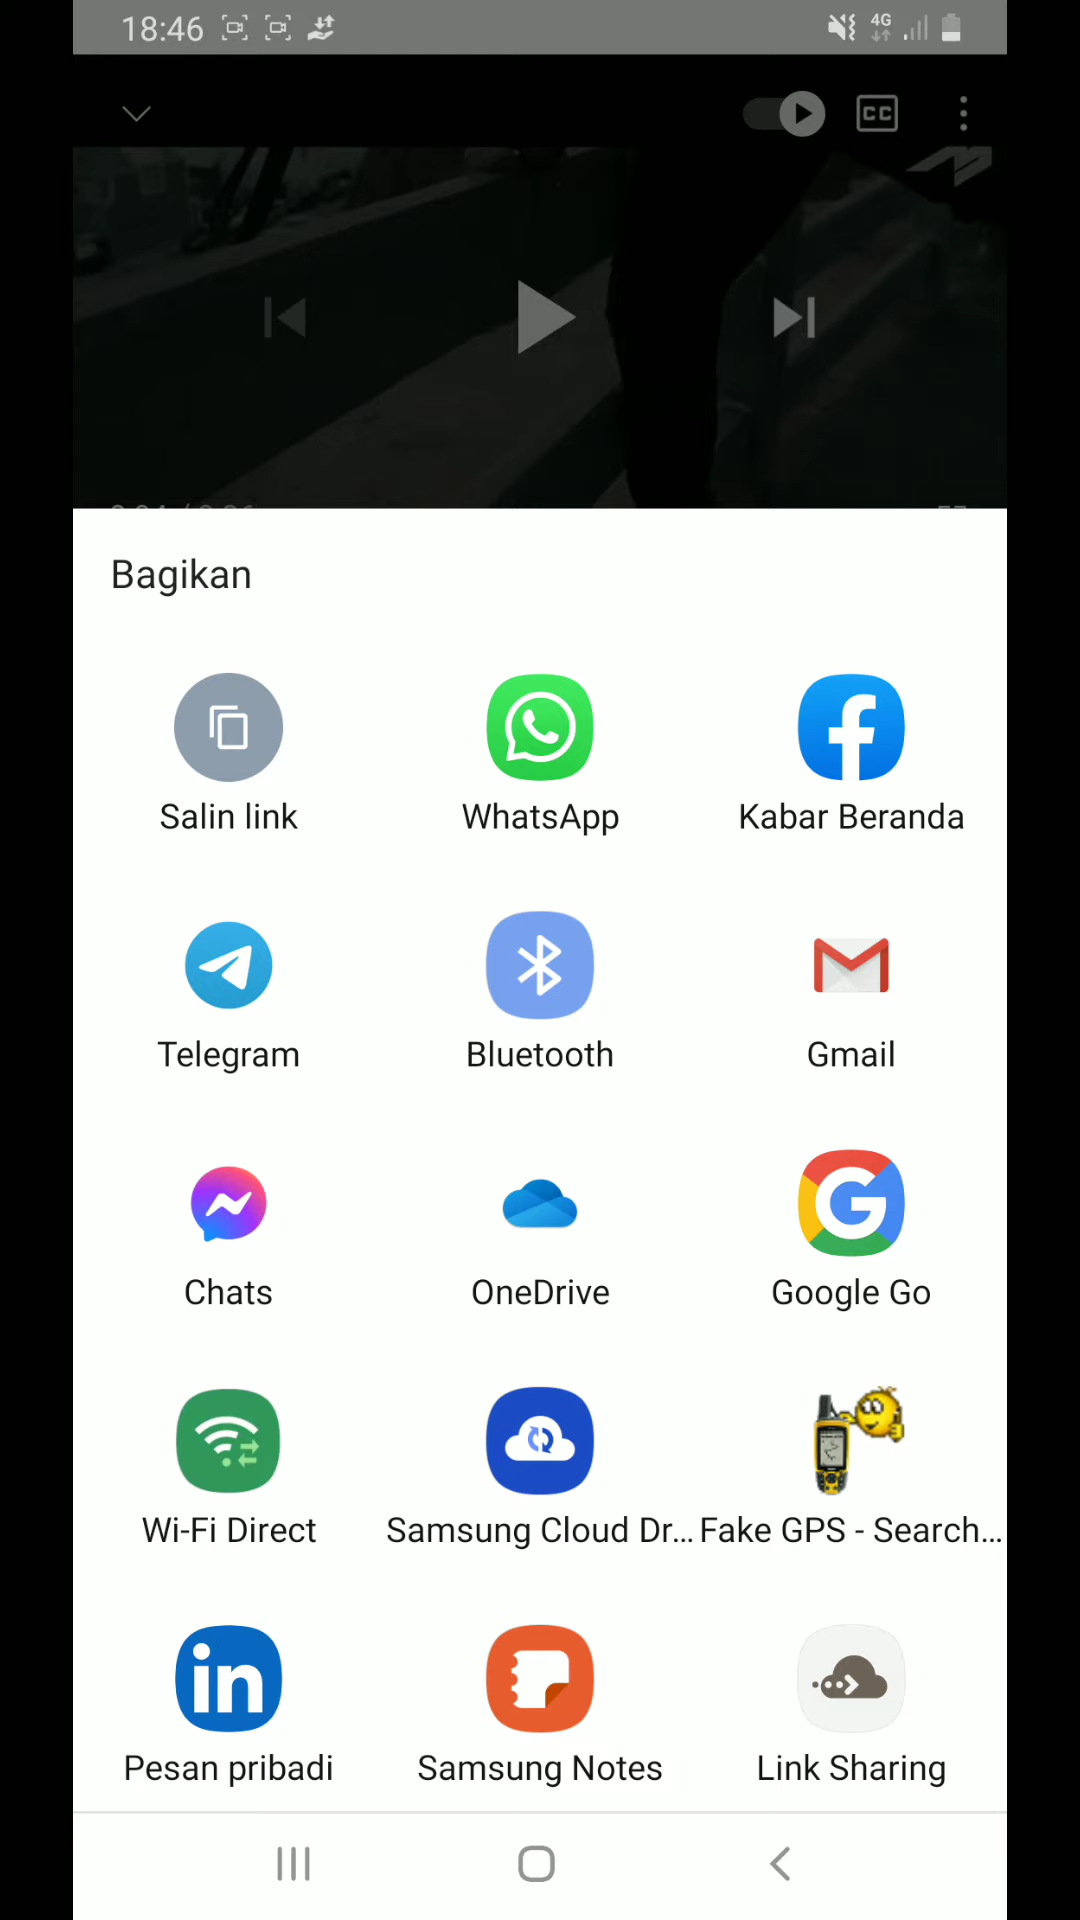 18:46
4G
CC
Bagikan
Salin link
WhatsApp
Kabar Beranda
Telegram
Bluetooth
Gmail
Chats
OneDrive
Google Go
Wi-Fi Direct
Samsung Cloud Dr...
Fake GPS - Search...
Pesan pribadi
Samsung Notes
Link Sharing